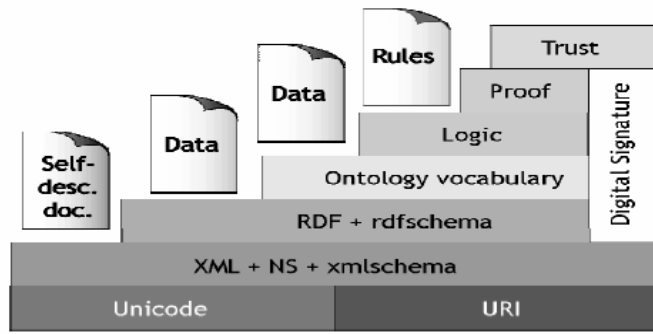 Rules
Trust
Data
Proof
Data
Logic
Self-
desc.
doc.
Ontology vocabulary
Digital Signature
RDF + rdfschema
XML + NS + xmlschema
Unicode
URI